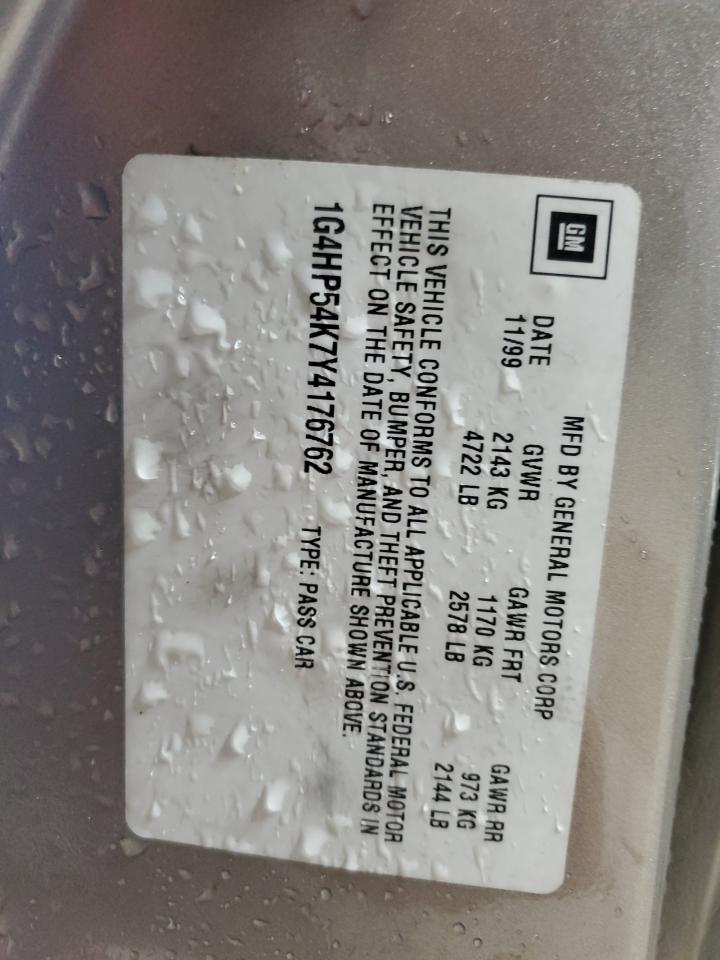 GM
MFD BY GENERAL MOTORS CORP
DATE GVWR GAWR FRT GAWR RR
11/99 2143 KG 1170 KG 973 KG
4722 LB 2578 LB 2144 LB
THIS VEHICLE CONFORMS TO ALL APPLICABLE U.S. FEDERAL MOTOR
VEHICLE SAFETY, BUMPER, AND THEFT PREVENTION STANDARDS IN
EFFECT ON THE DATE OF MANUFACTURE SHOWN ABOVE.
1G4HP54K7Y4176762 TYPE: PASS CAR